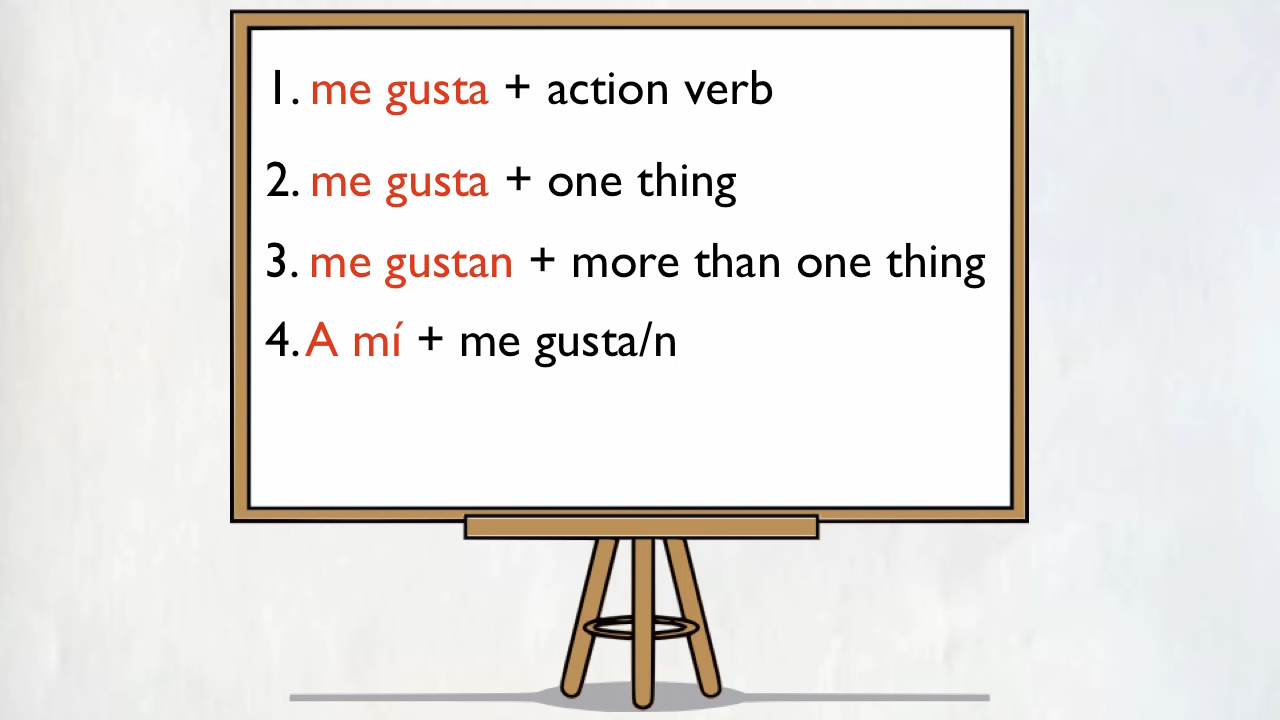 1. me gusta + action verb
2. me gusta + one thing
3. me gustan + more than one thing
4. A mí + me gusta/n